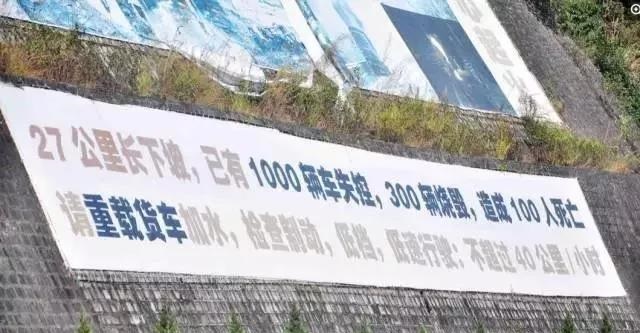 27公里长下坡，已有1000辆车失控，300辆烧毁，造成100人死亡
请重载货车加水，检查制动，低档，低速行驶：不超过40公里/小时